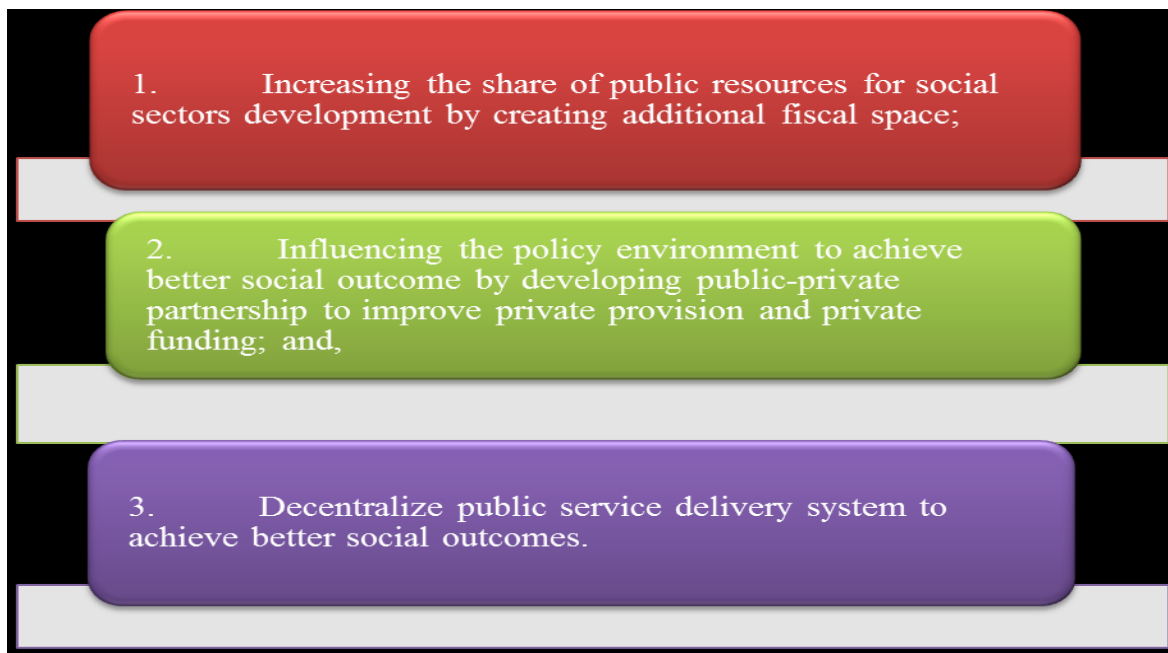 1. Increasing the share of public resources for social
sectors development by creating additional fiscal space;
2. Influencing the policy environment to achieve
better social outcome by developing public-private
partnership to improve private provision and private
funding; and,
3. Decentralize public service delivery system to
achieve better social outcomes.